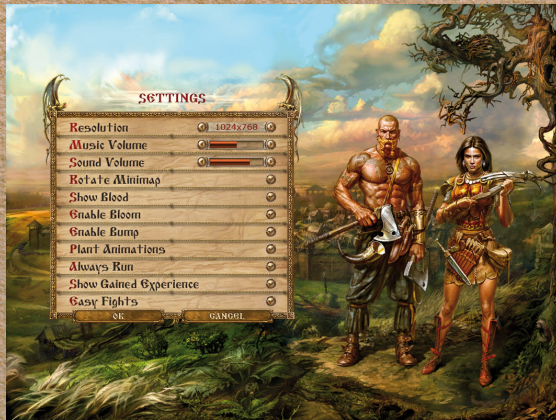 SETTINGS
Resolution 1024x768
Music Volume
Sound Volume
Rotate Minimap
Show Blood
Enable Bloom
Enable Bump
Plant Animations
Always Run
Show Gained Experience
Easy Fights
OK CANCEL